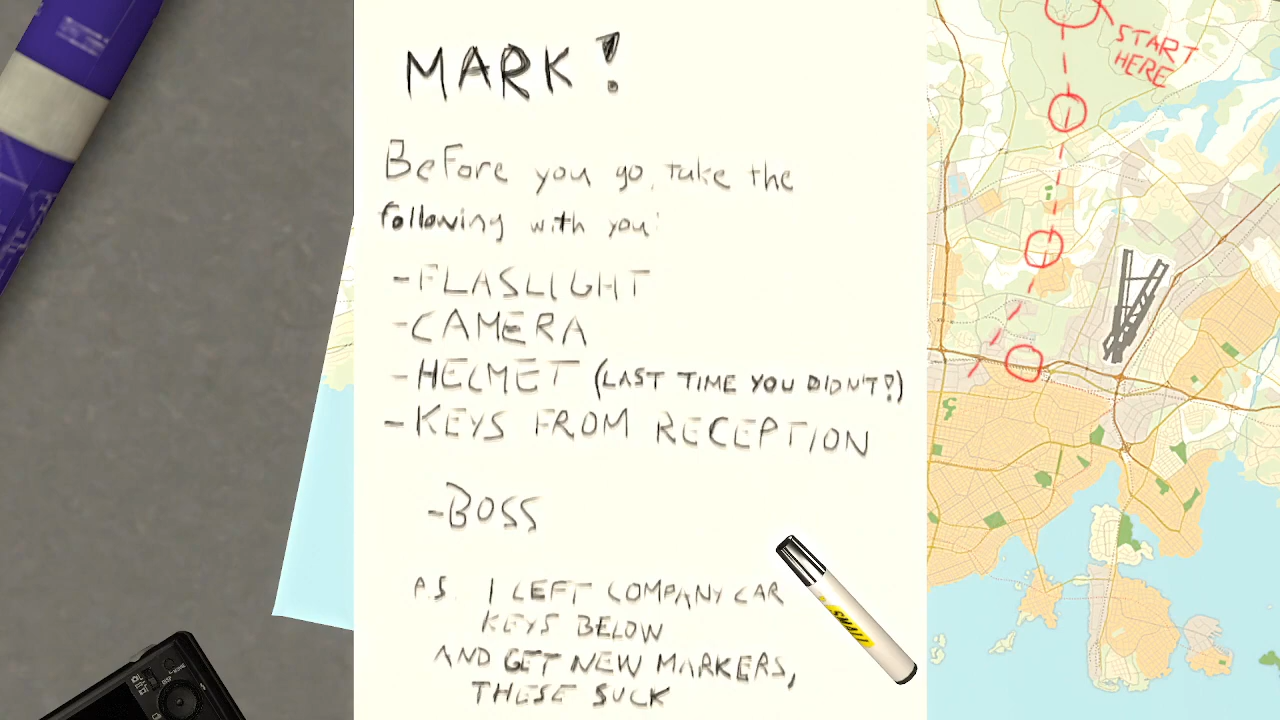 MARK!
Before you go, take the
following with you:
-FLASLIGHT
-CAMERA
-HELMET (LAST TIME YOU DIDN'T!)
-KEYS FROM RECEPTION
-BOSS
P.S. I LEFT COMPANY CAR
KEYS BELOW
AND GET NEW MARKERS,
THESE SUCK
START
HERE
SMALL